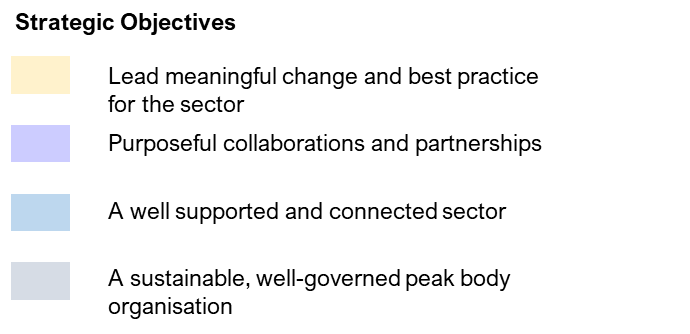 Strategic Objectives
Lead meaningful change and best practice
for the sector
Purposeful collaborations and partnerships
A well supported and connected sector
A sustainable, well-governed peak body
organisation